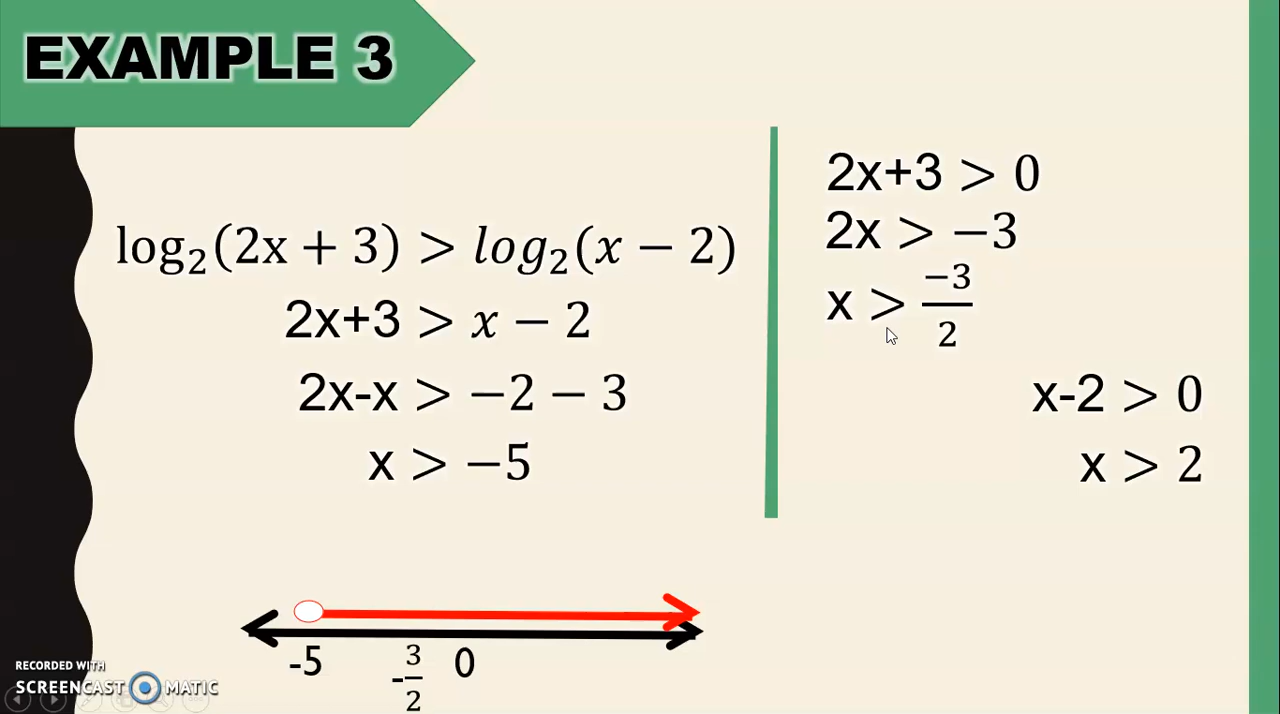 EXAMPLE 3
log₂(2x + 3) > log₂(x − 2)
2x+3 > x − 2
2x-x > −2 − 3
x > −5
2x+3 > 0
2x > −3
x > −3/2
x-2 > 0
x > 2
-5 -3/2 0
RECORDED WITH
SCREENCAST MATIC